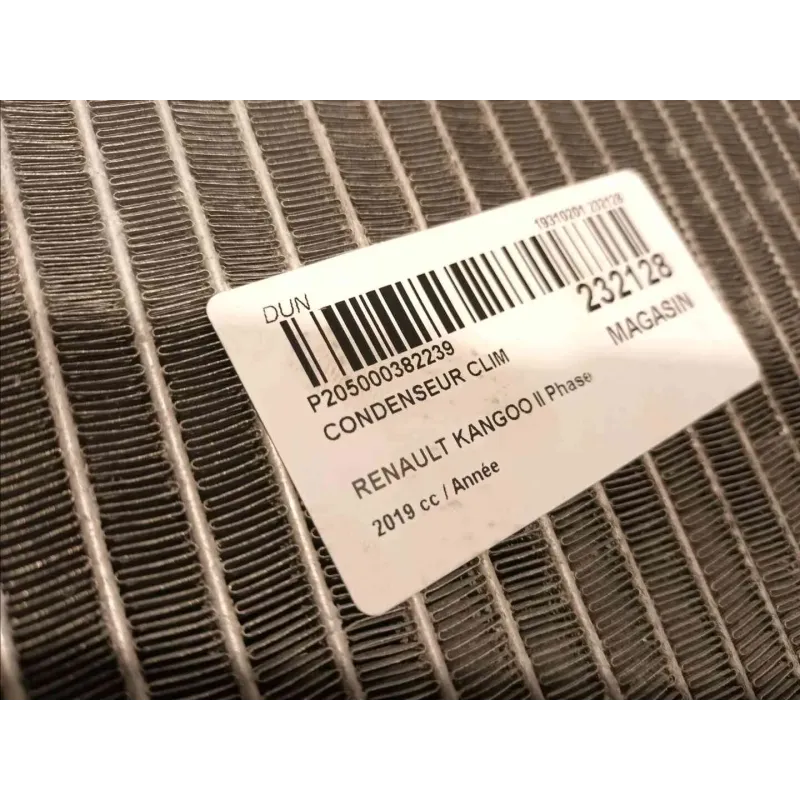 19310201 232128
DUN
P205000382239
232128
CONDENSEUR CLIM
MAGASIN
RENAULT KANGOO II Phase
2019 cc / Année